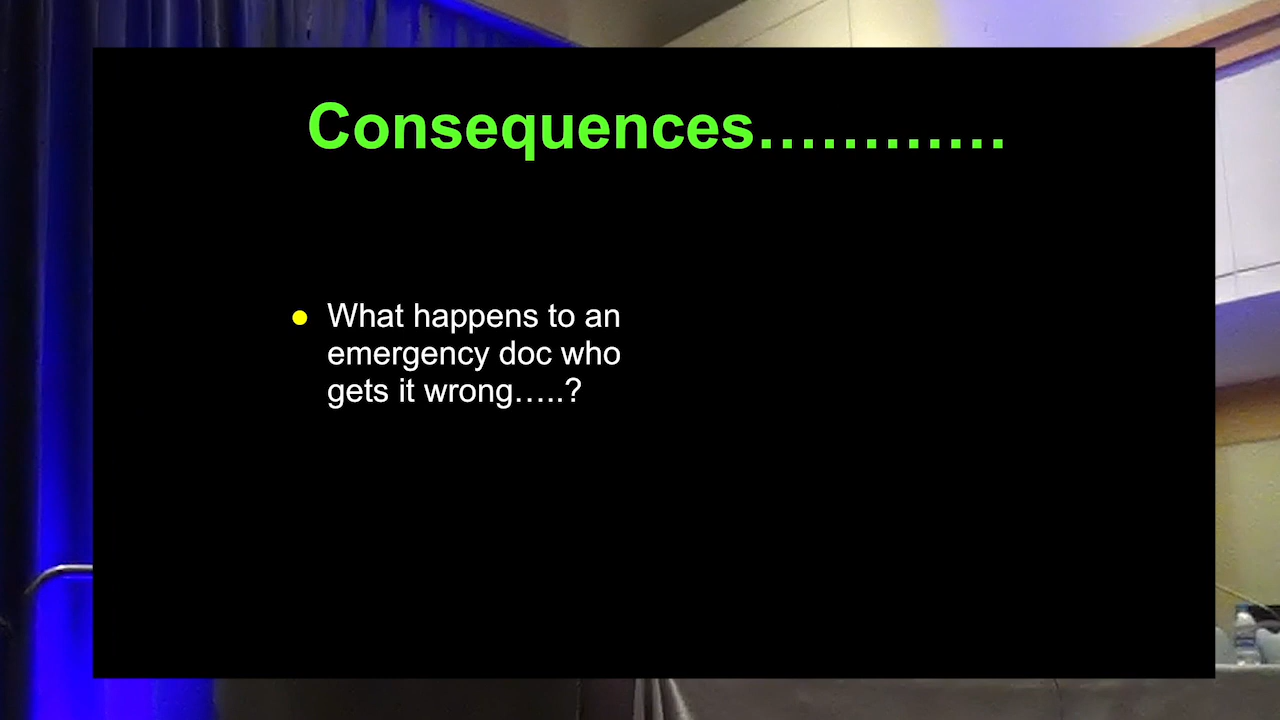 Consequences…………
What happens to an
emergency doc who
gets it wrong…..?